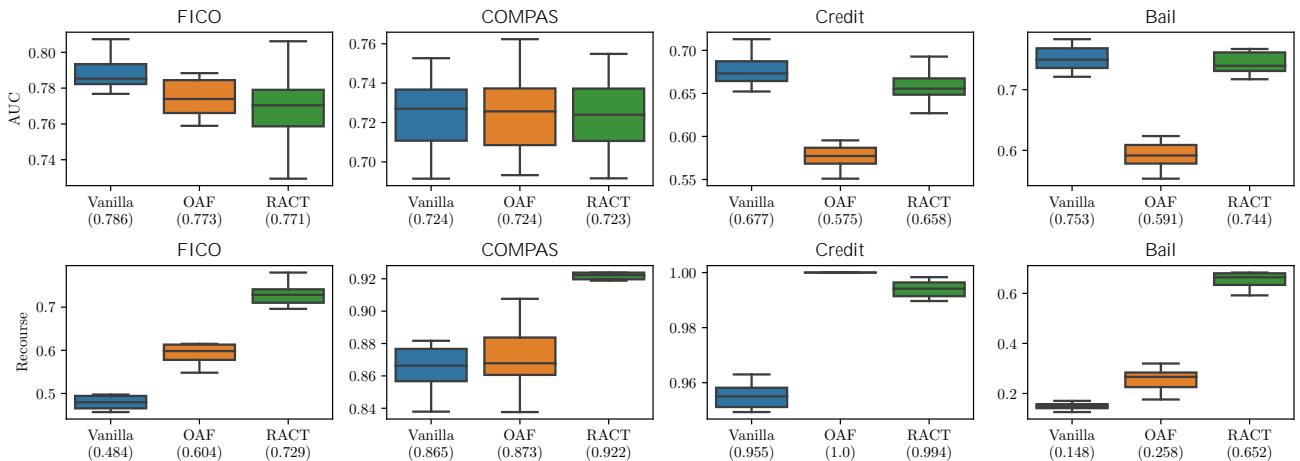 FICO
COMPAS
Credit
Bail
AUC
0.80
0.78
0.76
0.74
0.76
0.74
0.72
0.70
0.70
0.65
0.60
0.55
0.7
0.6
Vanilla OAF RACT
(0.786) (0.773) (0.771)
Vanilla OAF RACT
(0.724) (0.724) (0.723)
Vanilla OAF RACT
(0.677) (0.575) (0.658)
Vanilla OAF RACT
(0.753) (0.591) (0.744)
FICO
COMPAS
Credit
Bail
Recourse
0.7
0.6
0.5
0.92
0.90
0.88
0.86
0.84
1.00
0.98
0.96
0.6
0.4
0.2
Vanilla OAF RACT
(0.484) (0.604) (0.729)
Vanilla OAF RACT
(0.865) (0.873) (0.922)
Vanilla OAF RACT
(0.955) (1.0) (0.994)
Vanilla OAF RACT
(0.148) (0.258) (0.652)